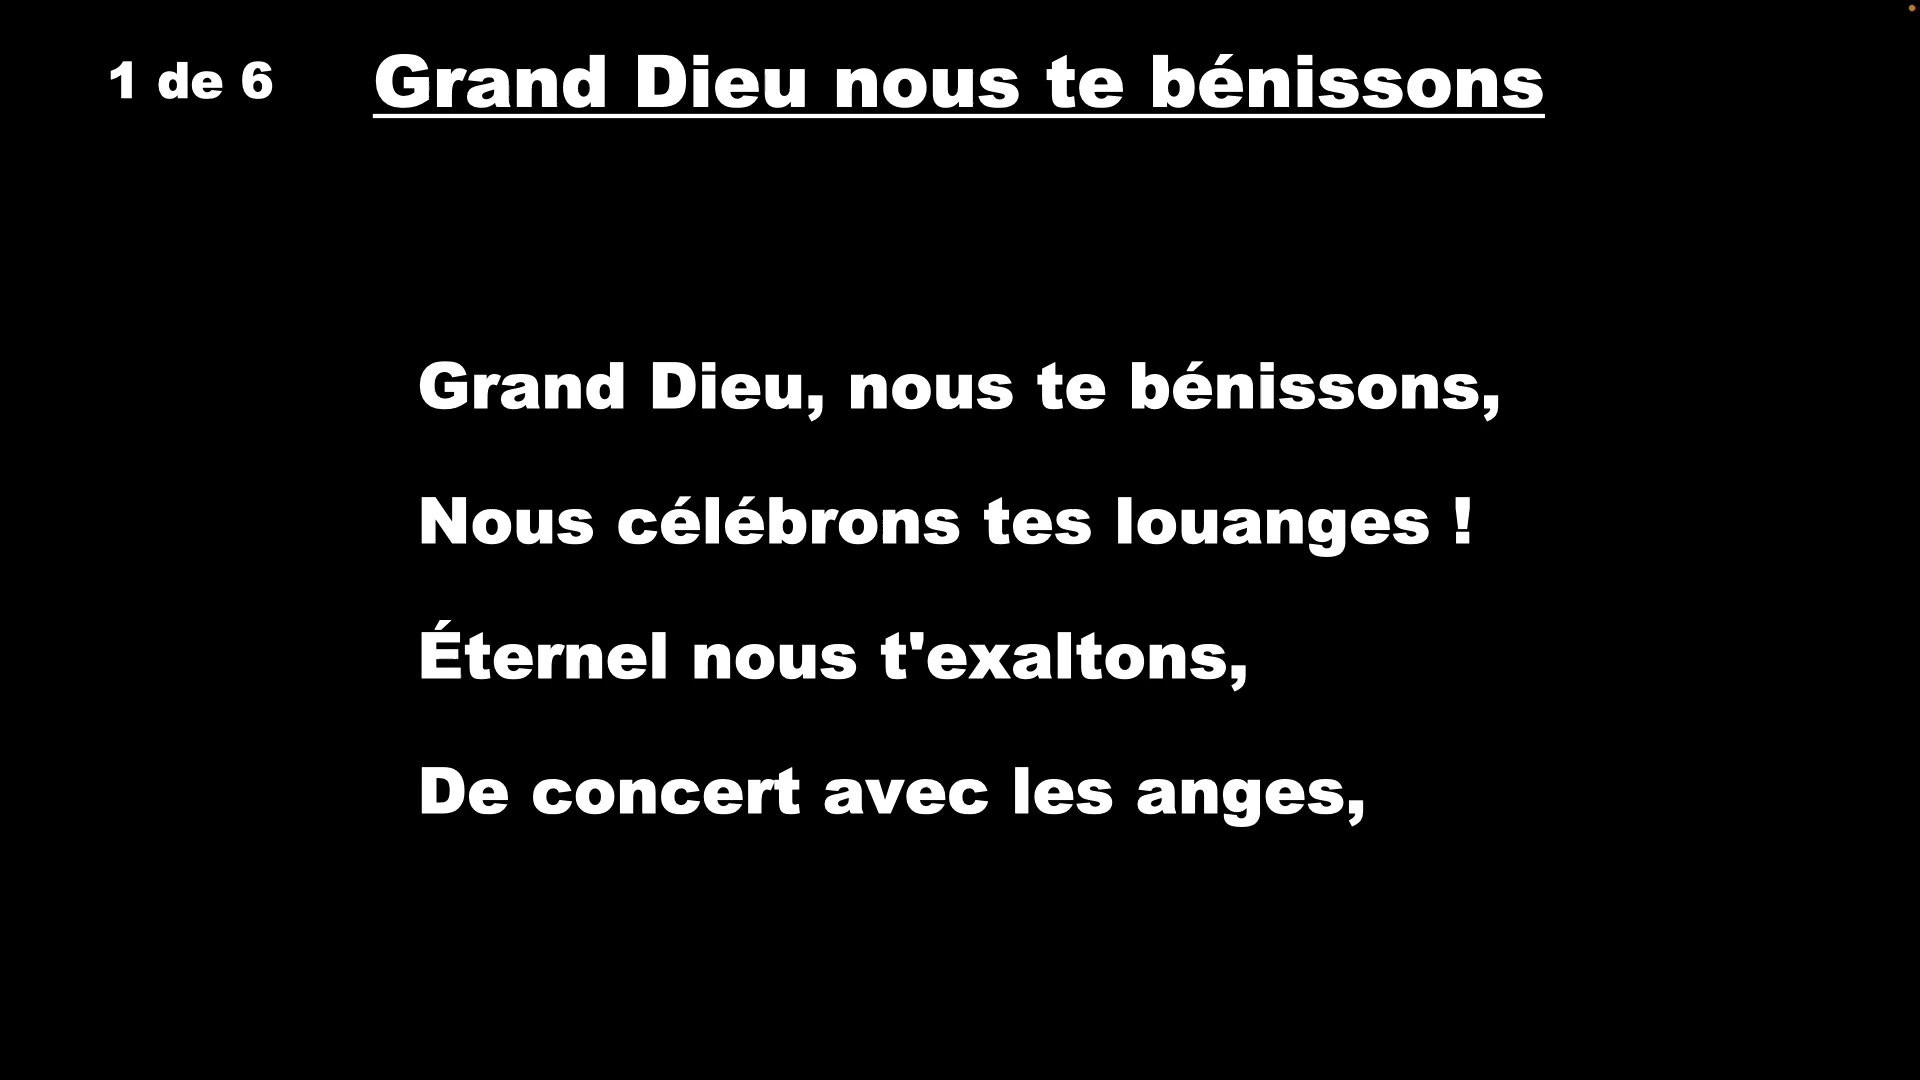 1 de 6 Grand Dieu nous te bénissons
Grand Dieu, nous te bénissons,
Nous célébrons tes louanges !
Éternel nous t'exaltons,
De concert avec les anges,